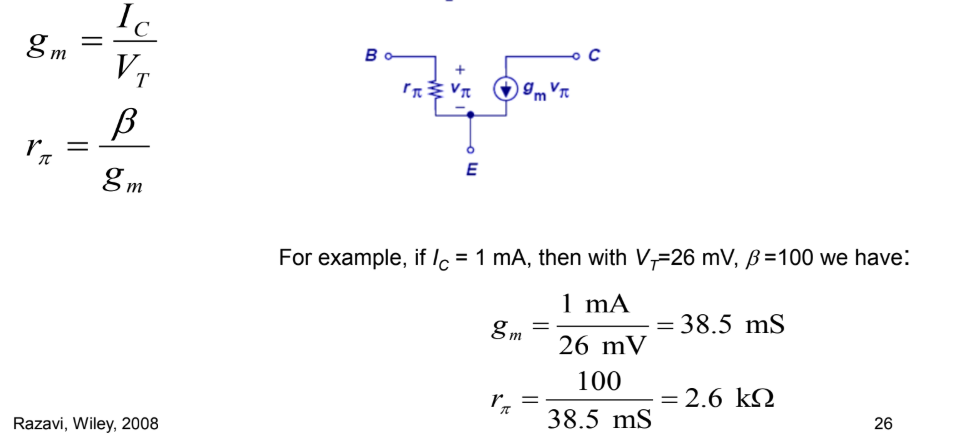 g_m = I_C / V_T
r_π = β / g_m
B
C
+
r_π
v_π
g_m v_π
−
E
For example, if I_C = 1 mA, then with V_T=26 mV, β=100 we have:
g_m = 1 mA / 26 mV = 38.5 mS
r_π = 100 / 38.5 mS = 2.6 kΩ
Razavi, Wiley, 2008
26